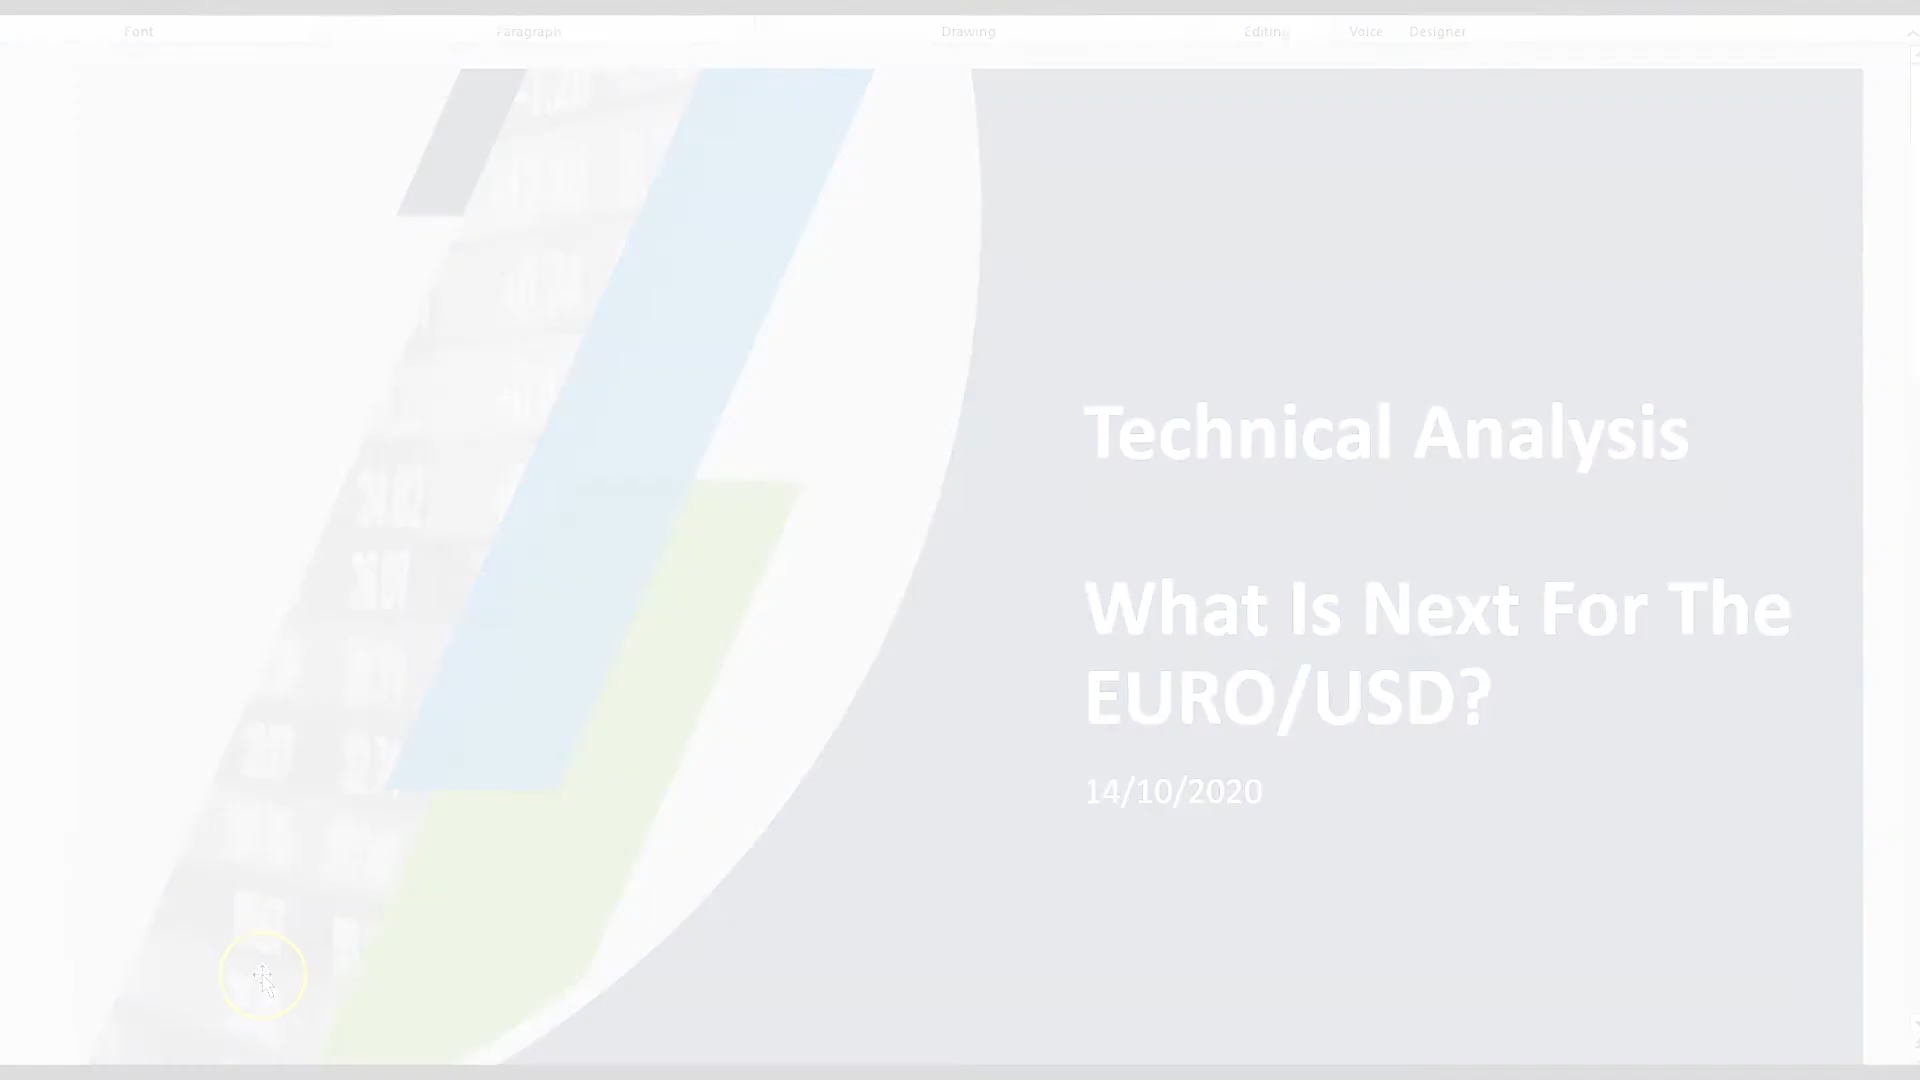 Font Paragraph Drawing Editing Voice Designer
Technical Analysis
What Is Next For The
EURO/USD?
14/10/2020